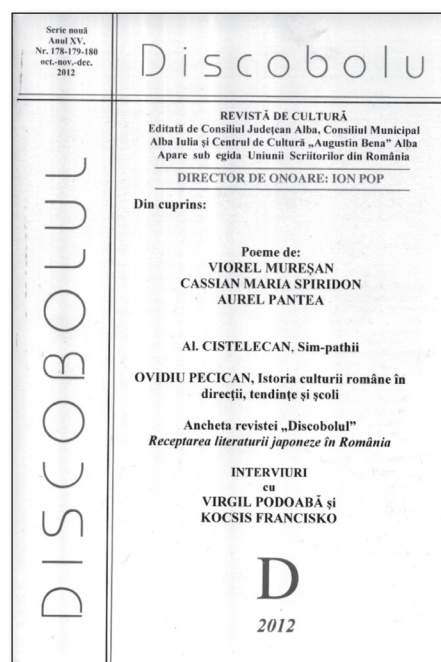 Serie nouă
Anul XV,
Nr. 178-179-180
oct.-nov.-dec.
2012
Discobolu
DISCOBOLUL
REVISTĂ DE CULTURĂ
Editată de Consiliul Județean Alba, Consiliul Municipal
Alba Iulia și Centrul de Cultură „Augustin Bena” Alba
Apare sub egida Uniunii Scriitorilor din România
DIRECTOR DE ONOARE: ION POP
Din cuprins:
Poeme de:
VIOREL MUREȘAN
CASSIAN MARIA SPIRIDON
AUREL PANTEA
Al. CISTELECAN, Sim-pathii
OVIDIU PECICAN, Istoria culturii române în
direcții, tendințe și școli
Ancheta revistei „Discobolul”
Receptarea literaturii japoneze în România
INTERVIURI
cu
VIRGIL PODOABĂ și
KOCSIS FRANCISKO
D
2012